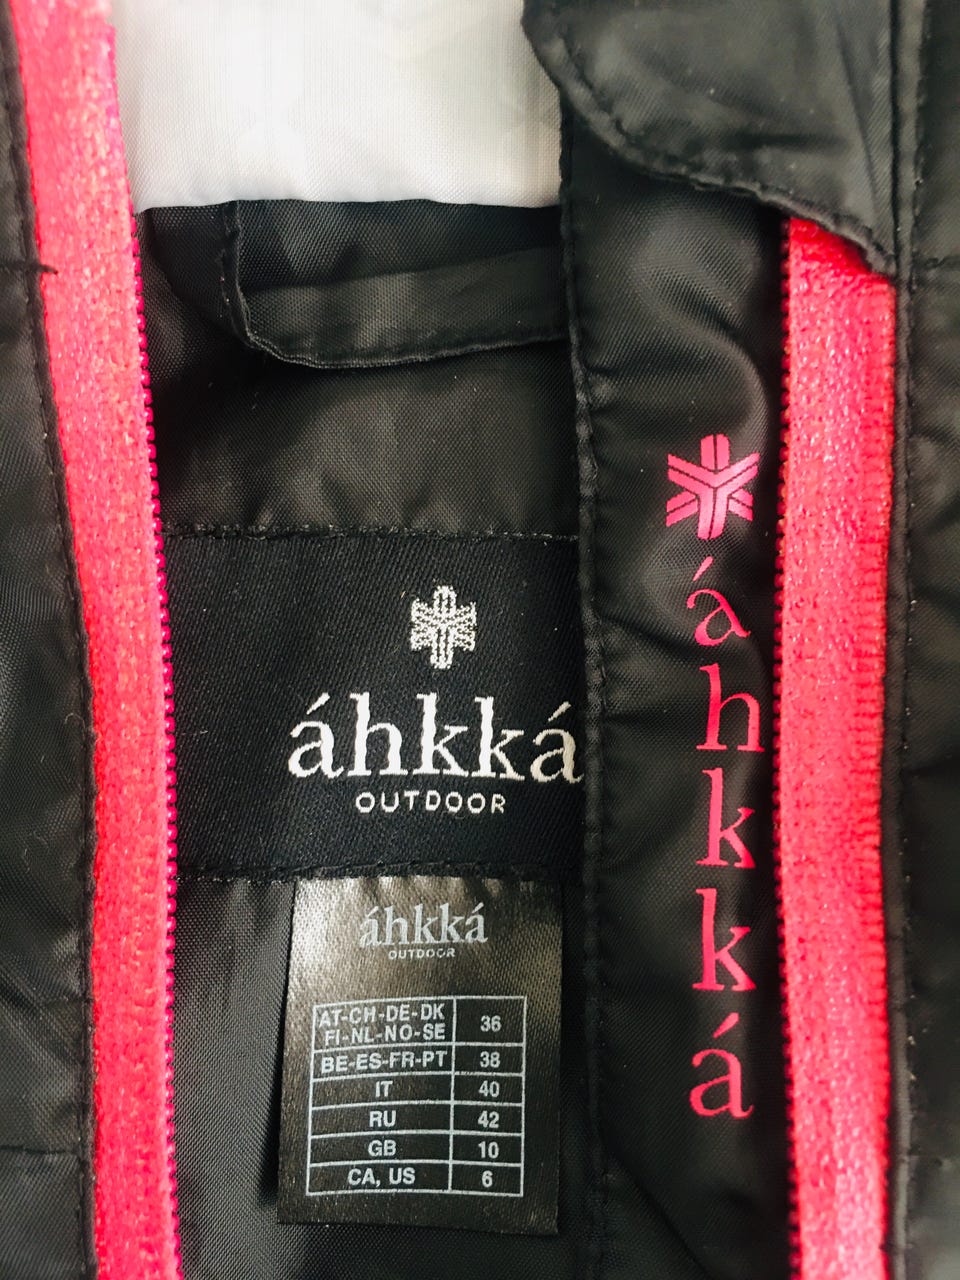 áhkká
OUTDOOR
áhkká
OUTDOOR
AT-CH-DE-DK
FI-NL-NO-SE 36
BE-ES-FR-PT 38
IT 40
RU 42
GB 10
CA, US 6
áhkká